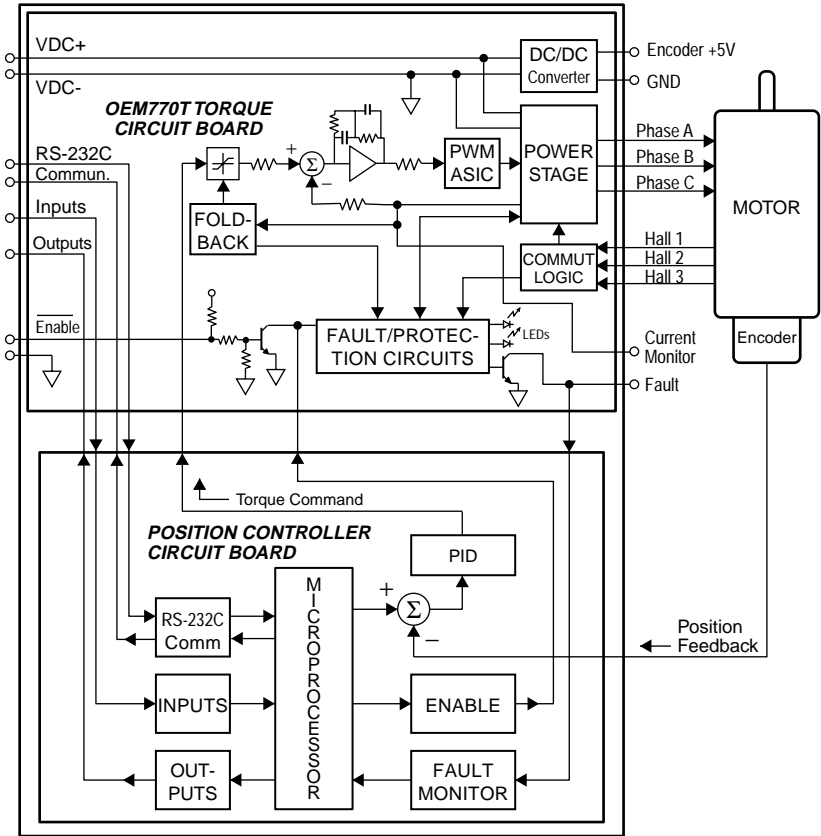 VDC+
VDC-
OEM770T TORQUE
CIRCUIT BOARD
DC/DC
Converter
Encoder +5V
GND
RS-232C
Commun.
Inputs
Outputs
Enable
+
Σ
−
PWM
ASIC
POWER
STAGE
Phase A
Phase B
Phase C
MOTOR
FOLD-
BACK
COMMUT
LOGIC
Hall 1
Hall 2
Hall 3
FAULT/PROTEC-
TION CIRCUITS
LEDs
Encoder
Current
Monitor
Fault
Torque Command
POSITION CONTROLLER
CIRCUIT BOARD
PID
MICROPROCESSOR
+
Σ
−
RS-232C
Comm
Position
Feedback
INPUTS
ENABLE
OUT-
PUTS
FAULT
MONITOR